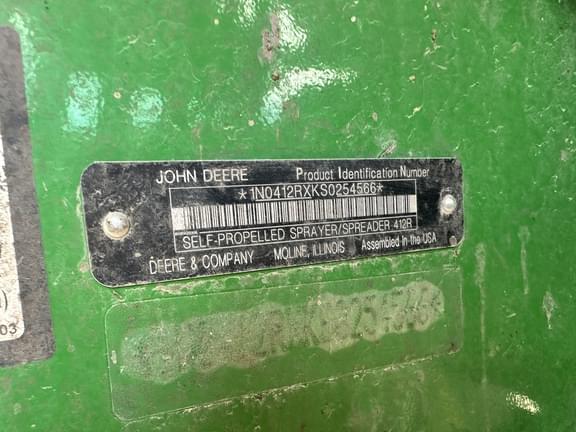 JOHN DEERE Product Identification Number
*1N0412RXKS0254566*
SELF-PROPELLED SPRAYER/SPREADER 412R
DEERE & COMPANY MOLINE, ILLINOIS Assembled in the USA
03